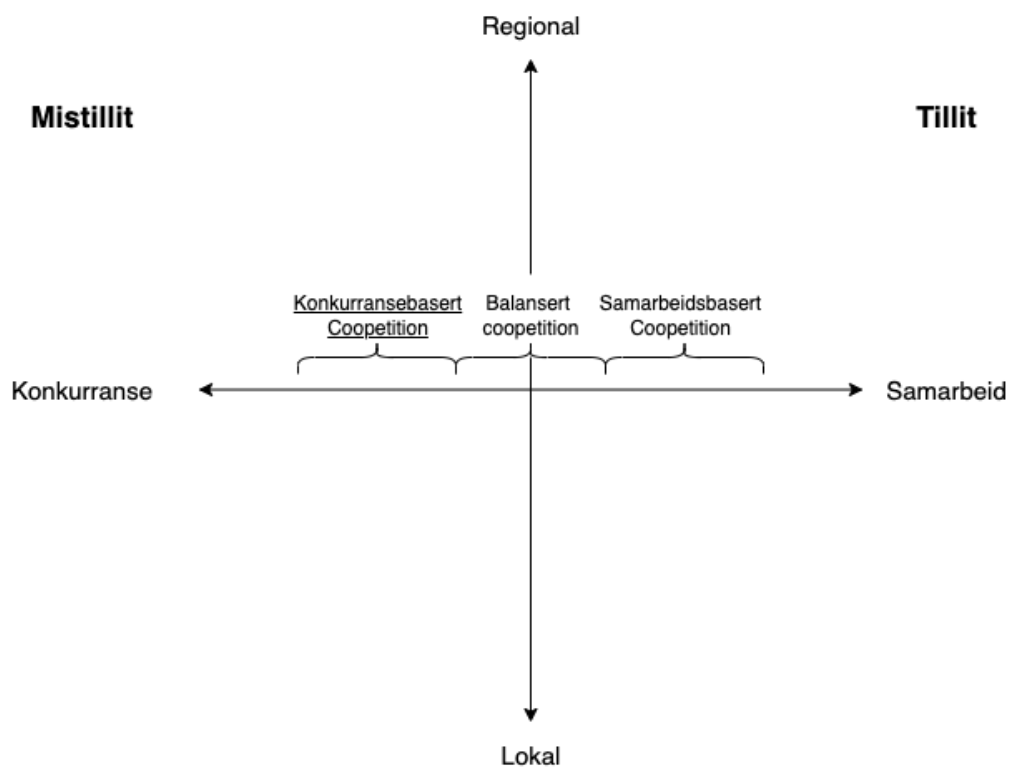 Regional
Mistillit
Tillit
Konkurransebasert
Coopetition
Balansert
coopetition
Samarbeidsbasert
Coopetition
Konkurranse
Samarbeid
Lokal